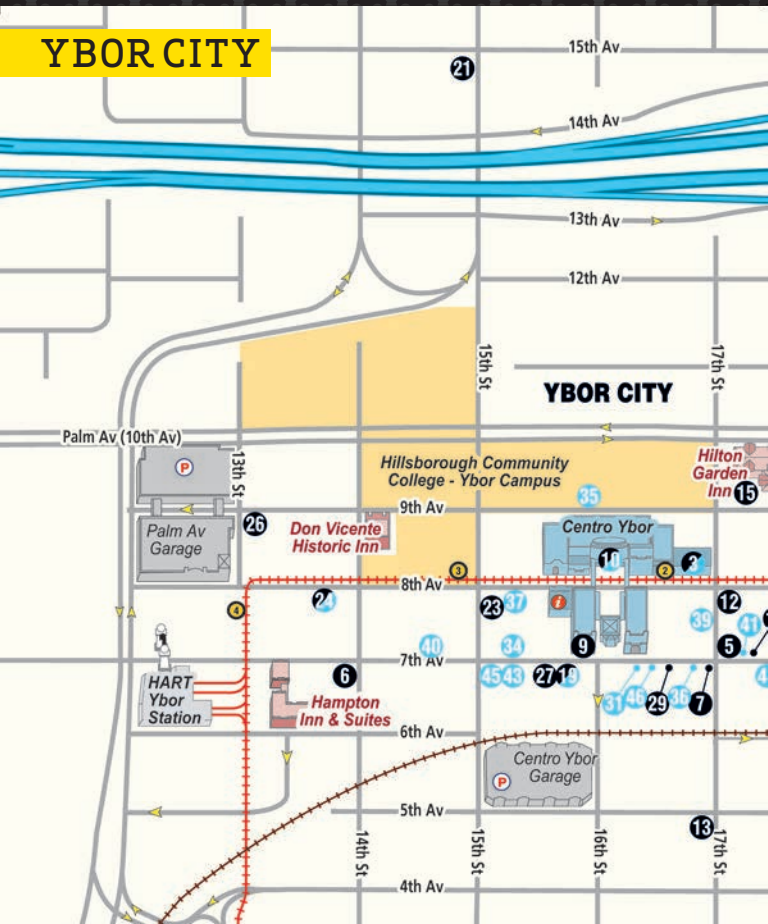 YBOR CITY
15th Av
21
14th Av
13th Av
12th Av
15th St
17th St
YBOR CITY
Palm Av (10th Av)
P
13th St
Hillsborough Community
College - Ybor Campus
Hilton
Garden
Inn
15
35
9th Av
Palm Av
Garage
26
Don Vicente
Historic Inn
Centro Ybor
10
3
3
2
8th Av
4
24
23
37
i
12
39
41
40
34
9
5
7th Av
HART
Ybor
Station
6
45
43
27
19
31
46
29
36
7
Hampton
Inn & Suites
6th Av
Centro Ybor
Garage
P
5th Av
13
14th St
15th St
16th St
17th St
4th Av